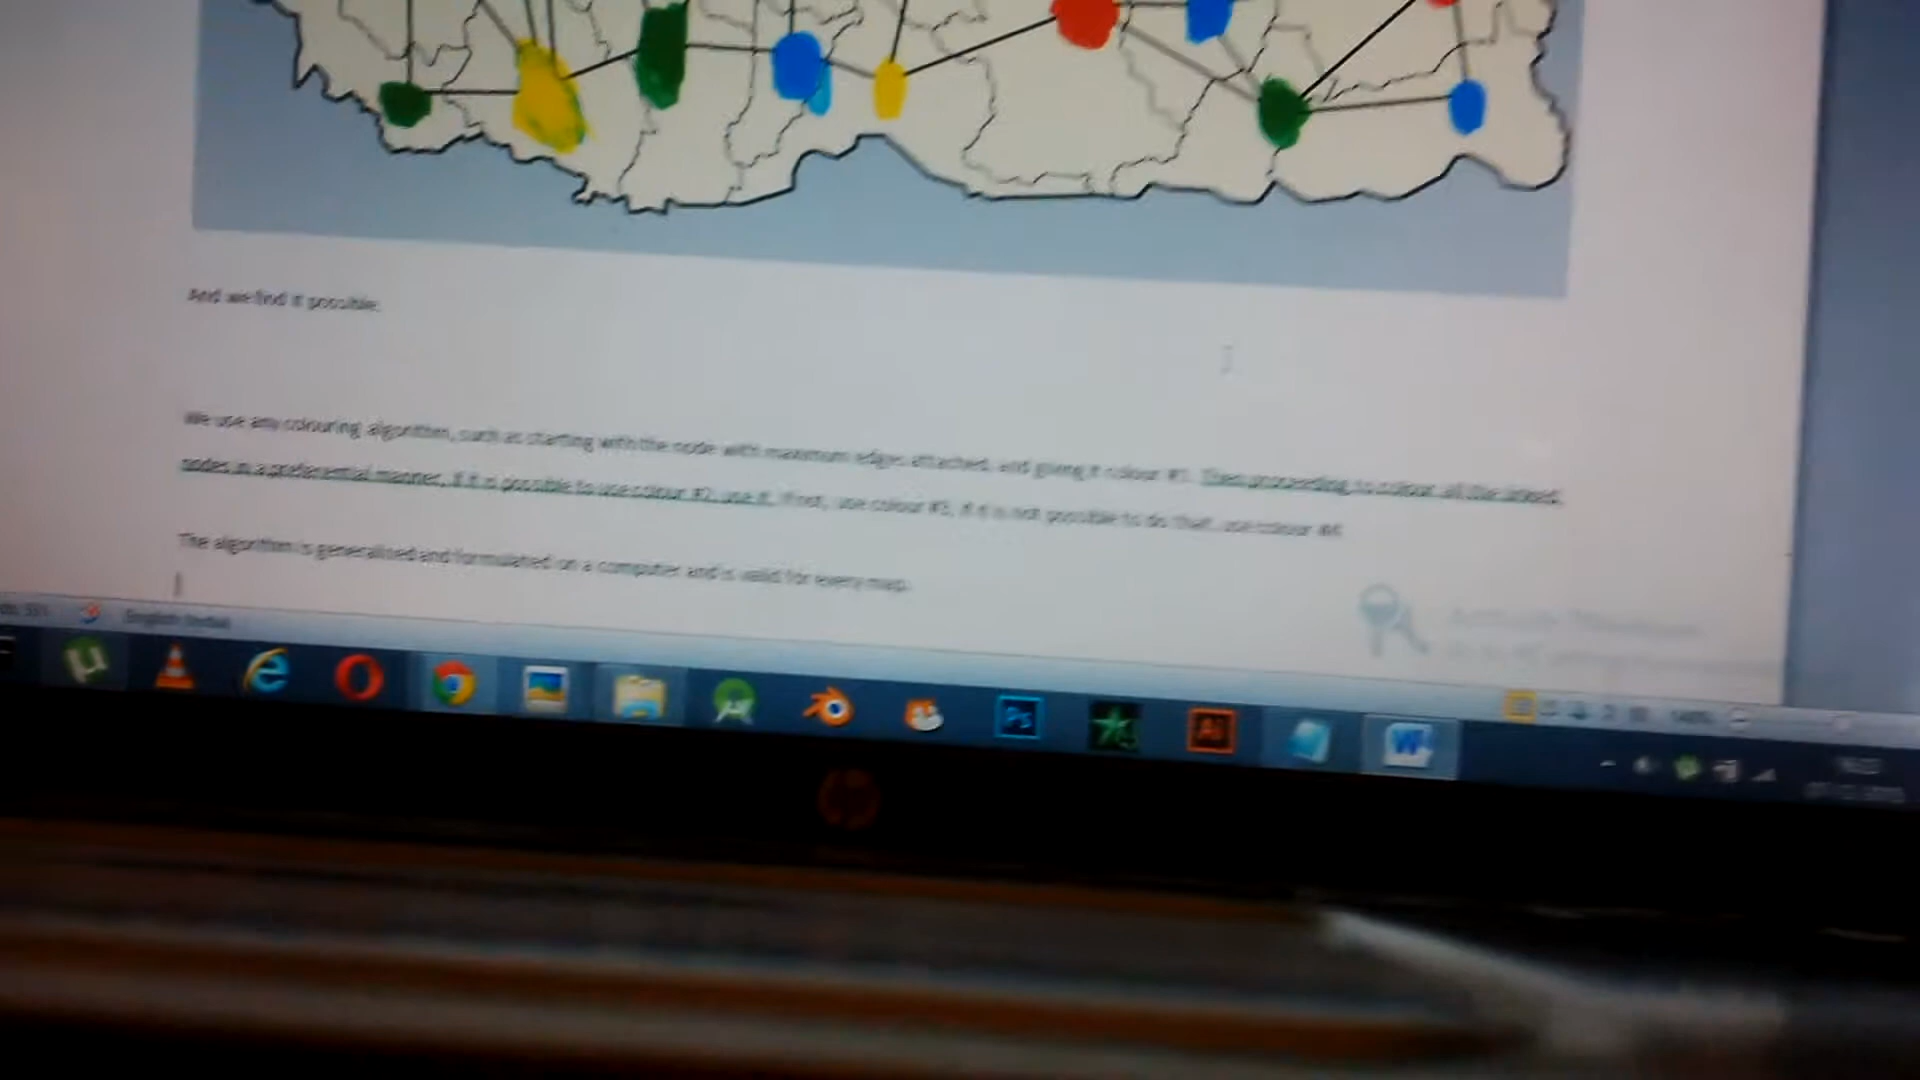 And we find it possible.
We use any colouring algorithm, such as starting with the node with maximum edges attached, and giving it colour #1. Then proceeding to colour all the linked
nodes in a preferential manner, if it is possible to use colour #2, use it. If not, use colour #3, if it is not possible to do that, use colour #4.
The algorithm is generalised and formulated on a computer and is valid for every map.
English
Ps
Ai
W
hp